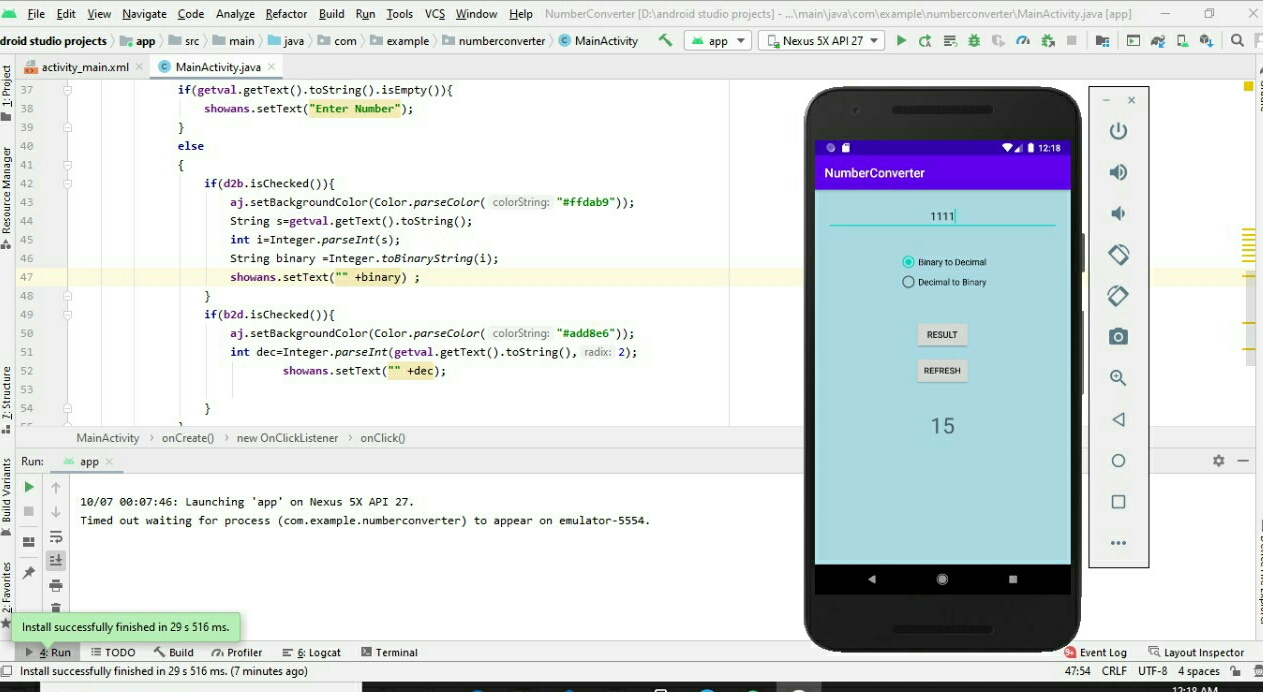 File Edit View Navigate Code Analyze Refactor Build Run Tools VCS Window Help NumberConverter [D:\android studio projects] - ...\main\java\com\example\numberconverter\MainActivity.java [app]
droid studio projects app src main java com example numberconverter MainActivity app Nexus 5X API 27
activity_main.xml MainActivity.java
1: Project
Resource Manager
7: Structure
Build Variants
2: Favorites
37 if(getval.getText().toString().isEmpty()){
38 showans.setText("Enter Number");
39 }
40 else
41 {
42 if(d2b.isChecked()){
43 aj.setBackgroundColor(Color.parseColor( colorString: "#ffdab9"));
44 String s=getval.getText().toString();
45 int i=Integer.parseInt(s);
46 String binary =Integer.toBinaryString(i);
47 showans.setText("" +binary) ;
48 }
49 if(b2d.isChecked()){
50 aj.setBackgroundColor(Color.parseColor( colorString: "#add8e6"));
51 int dec=Integer.parseInt(getval.getText().toString(), radix: 2);
52 showans.setText("" +dec);
53
54 }
MainActivity onCreate() new OnClickListener onClick()
12:18
NumberConverter
1111
Binary to Decimal
Decimal to Binary
RESULT
REFRESH
15
Run: app
10/07 00:07:46: Launching 'app' on Nexus 5X API 27.
Timed out waiting for process (com.example.numberconverter) to appear on emulator-5554.
Install successfully finished in 29 s 516 ms.
4: Run TODO Build Profiler 6: Logcat Terminal 9+ Event Log Layout Inspector
Install successfully finished in 29 s 516 ms. (7 minutes ago) 47:54 CRLF UTF-8 4 spaces
12:18 AM